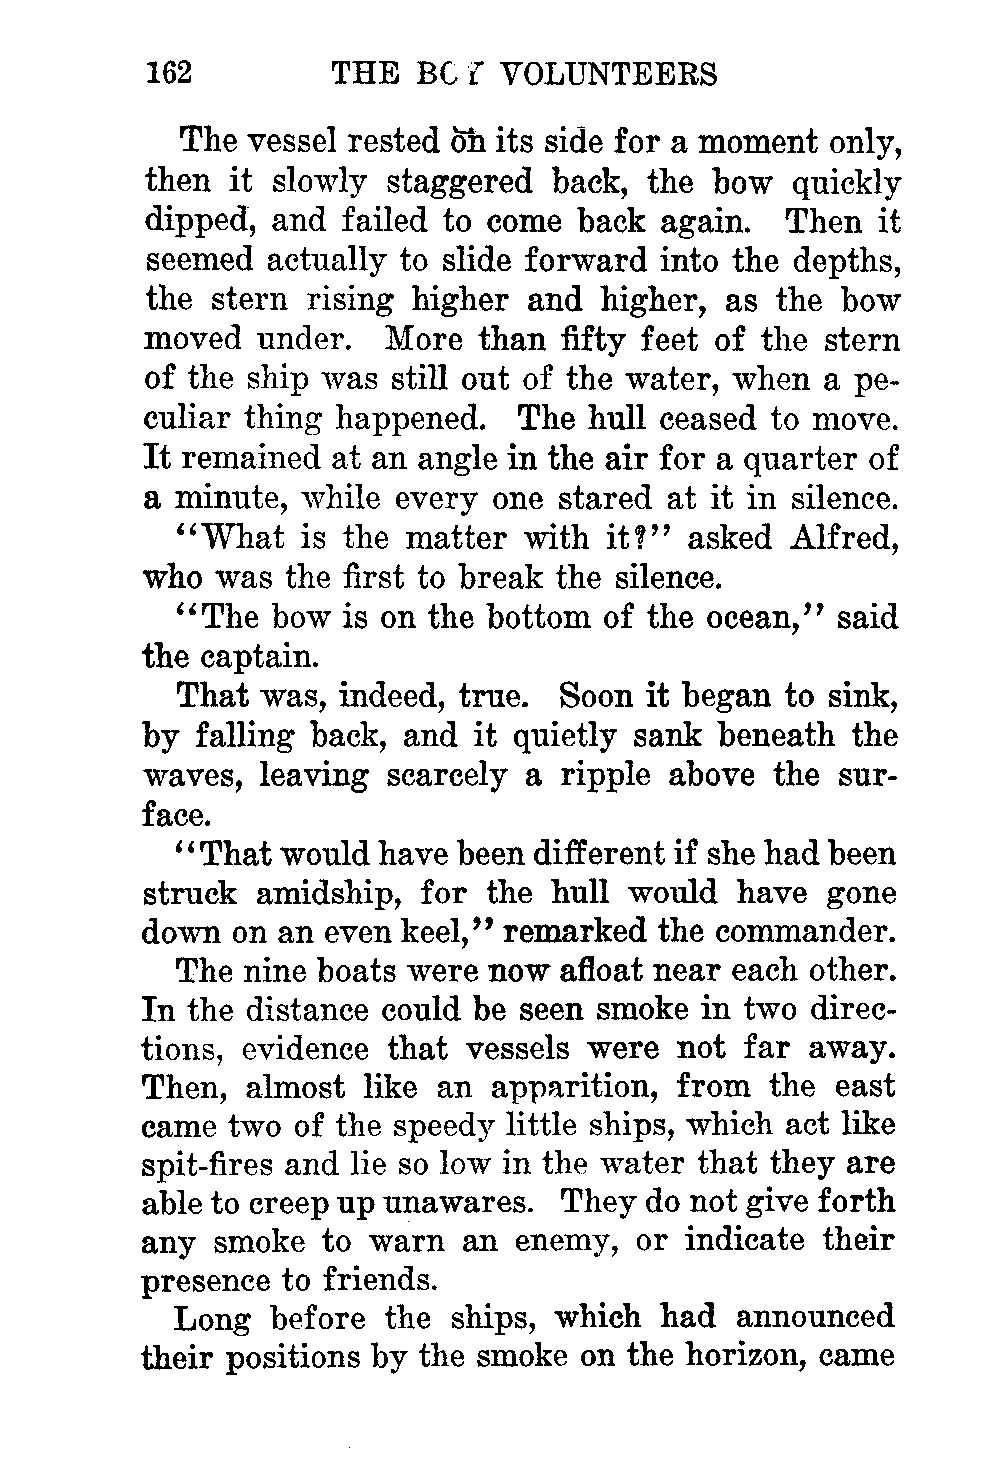 162 THE BOY VOLUNTEERS
The vessel rested on its side for a moment only,
then it slowly staggered back, the bow quickly
dipped, and failed to come back again. Then it
seemed actually to slide forward into the depths,
the stern rising higher and higher, as the bow
moved under. More than fifty feet of the stern
of the ship was still out of the water, when a pe-
culiar thing happened. The hull ceased to move.
It remained at an angle in the air for a quarter of
a minute, while every one stared at it in silence.
“What is the matter with it?” asked Alfred,
who was the first to break the silence.
“The bow is on the bottom of the ocean,” said
the captain.
That was, indeed, true. Soon it began to sink,
by falling back, and it quietly sank beneath the
waves, leaving scarcely a ripple above the sur-
face.
“That would have been different if she had been
struck amidship, for the hull would have gone
down on an even keel,” remarked the commander.
The nine boats were now afloat near each other.
In the distance could be seen smoke in two direc-
tions, evidence that vessels were not far away.
Then, almost like an apparition, from the east
came two of the speedy little ships, which act like
spit-fires and lie so low in the water that they are
able to creep up unawares. They do not give forth
any smoke to warn an enemy, or indicate their
presence to friends.
Long before the ships, which had announced
their positions by the smoke on the horizon, came